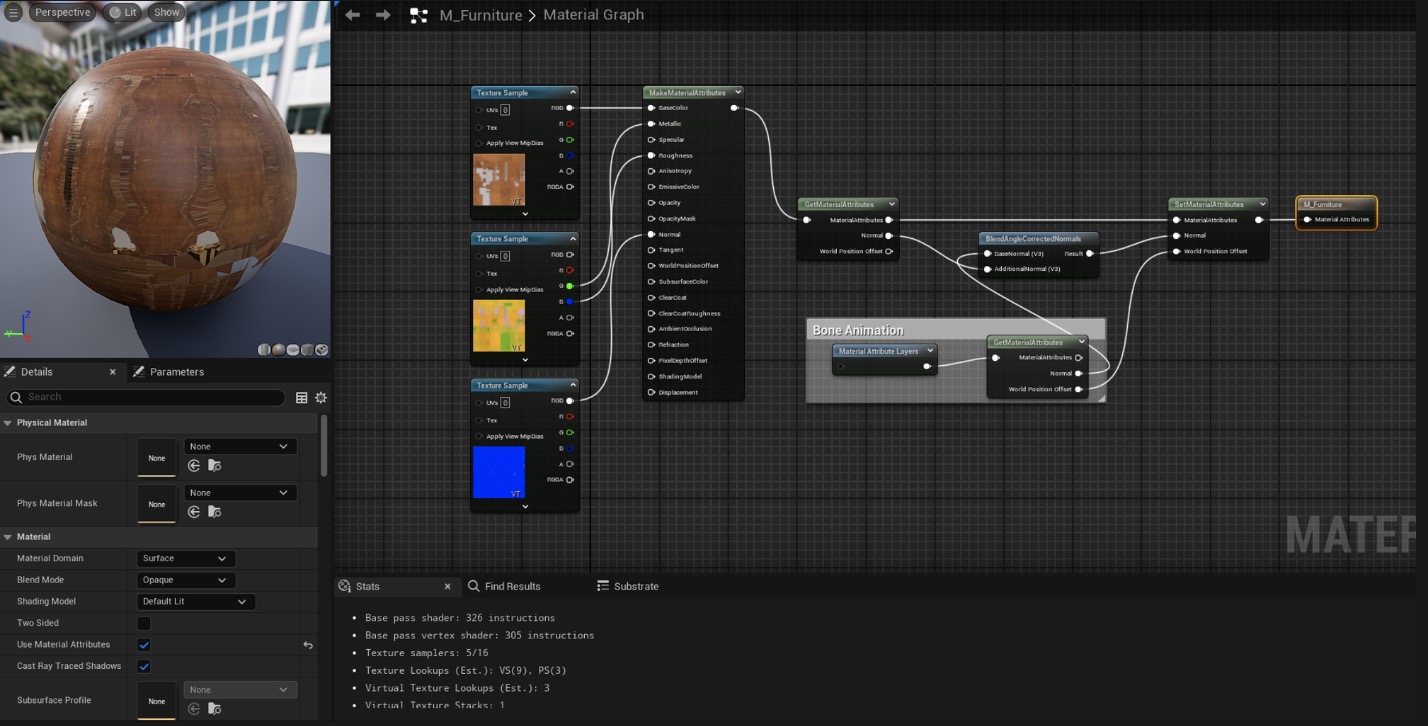 Perspective
Lit
Show
M_Furniture > Material Graph
Texture Sample
UVs 0
Tex
Apply View MipBias
RGB
R
G
B
A
RGBA
VT
Texture Sample
UVs 0
Tex
Apply View MipBias
RGB
R
G
B
A
RGBA
VT
Texture Sample
UVs 0
Tex
Apply View MipBias
RGB
R
G
B
A
RGBA
VT
MakeMaterialAttributes
BaseColor
Metallic
Specular
Roughness
Anisotropy
EmissiveColor
Opacity
OpacityMask
Normal
Tangent
WorldPositionOffset
SubsurfaceColor
ClearCoat
ClearCoatRoughness
AmbientOcclusion
Refraction
PixelDepthOffset
ShadingModel
Displacement
GetMaterialAttributes
MaterialAttributes
Normal
World Position Offset
BlendAngleCorrectedNormals
BaseNormal (V3) Result
AdditionalNormal (V3)
SetMaterialAttributes
MaterialAttributes
Normal
World Position Offset
M_Furniture
Material Attributes
Bone Animation
Material Attribute Layers
GetMaterialAttributes
MaterialAttributes
Normal
World Position Offset
Z
Details
Parameters
Search
Physical Material
Phys Material
None
None
Phys Material Mask
None
None
Material
Material Domain Surface
Blend Mode Opaque
Shading Model Default Lit
Two Sided
Use Material Attributes
Cast Ray Traced Shadows
Subsurface Profile
None
None
MATER
Stats
Find Results
Substrate
Base pass shader: 326 instructions
Base pass vertex shader: 305 instructions
Texture samplers: 5/16
Texture Lookups (Est.): VS(9), PS(3)
Virtual Texture Lookups (Est.): 3
Virtual Texture Stacks: 1